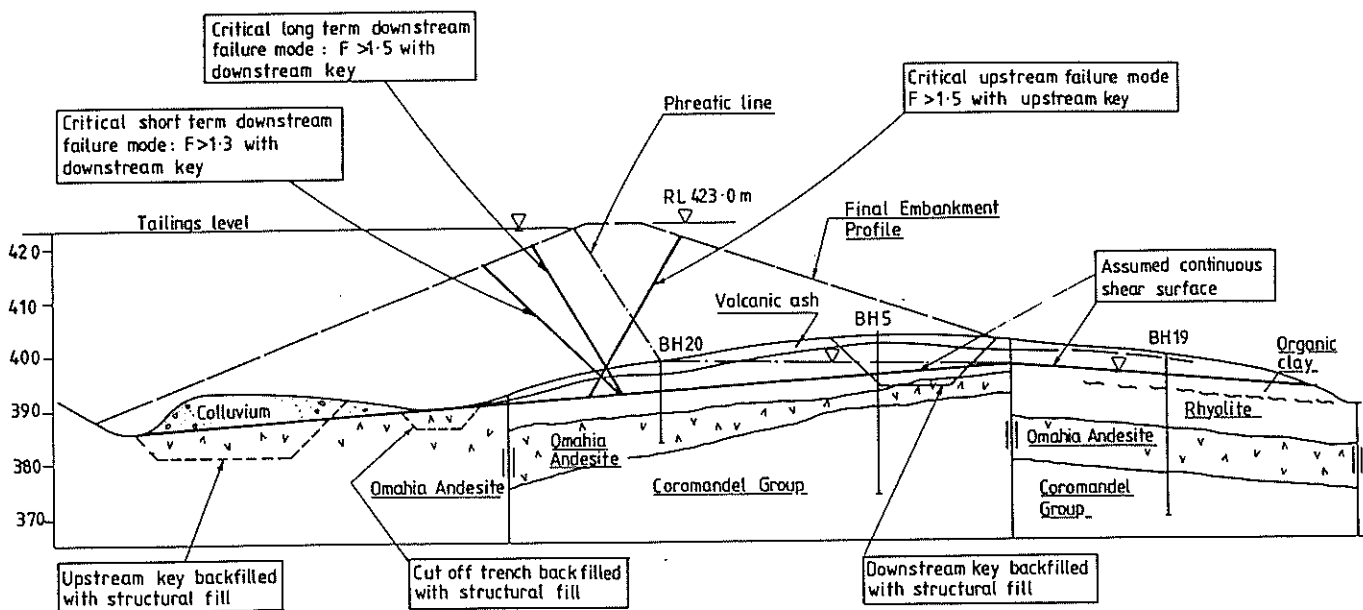 Critical long term downstream
failure mode : F >1·5 with
downstream key
Critical upstream failure mode
F >1·5 with upstream key
Phreatic line
Critical short term downstream
failure mode: F>1·3 with
downstream key
RL 423·0 m
Tailings level
Final Embankment
Profile
420
410
400
390
380
370
Assumed continuous
shear surface
Volcanic ash
BH 5
BH20
BH19
Organic
clay
Colluvium
Rhyolite
Omahia
Andesite
Omahia Andesite
Omahia Andesite
Coromandel Group
Coromandel
Group
Upstream key backfilled
with structural fill
Cut off trench backfilled
with structural fill
Downstream key backfilled
with structural fill